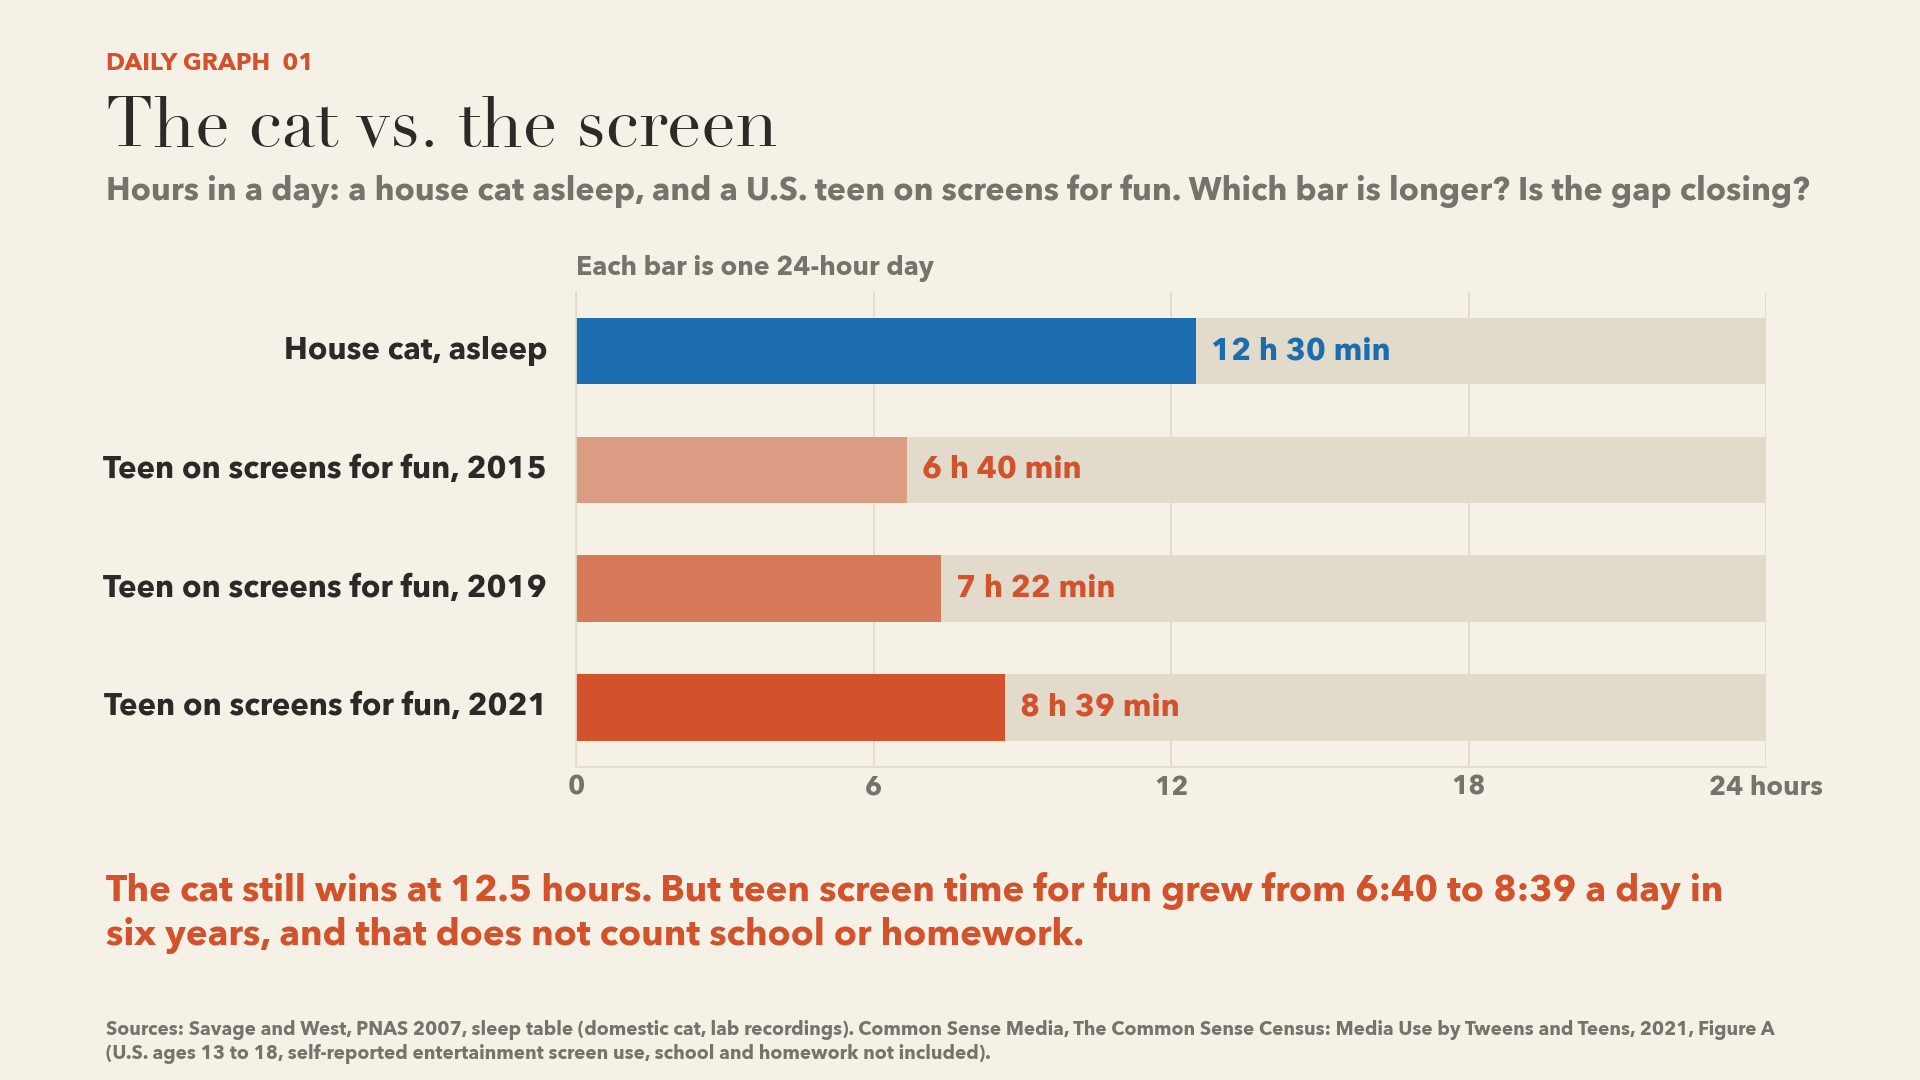 DAILY GRAPH 01
The cat vs. the screen
Hours in a day: a house cat asleep, and a U.S. teen on screens for fun. Which bar is longer? Is the gap closing?
Each bar is one 24-hour day
House cat, asleep
12 h 30 min
Teen on screens for fun, 2015
6 h 40 min
Teen on screens for fun, 2019
7 h 22 min
Teen on screens for fun, 2021
8 h 39 min
0 6 12 18 24 hours
The cat still wins at 12.5 hours. But teen screen time for fun grew from 6:40 to 8:39 a day in
six years, and that does not count school or homework.
Sources: Savage and West, PNAS 2007, sleep table (domestic cat, lab recordings). Common Sense Media, The Common Sense Census: Media Use by Tweens and Teens, 2021, Figure A
(U.S. ages 13 to 18, self-reported entertainment screen use, school and homework not included).